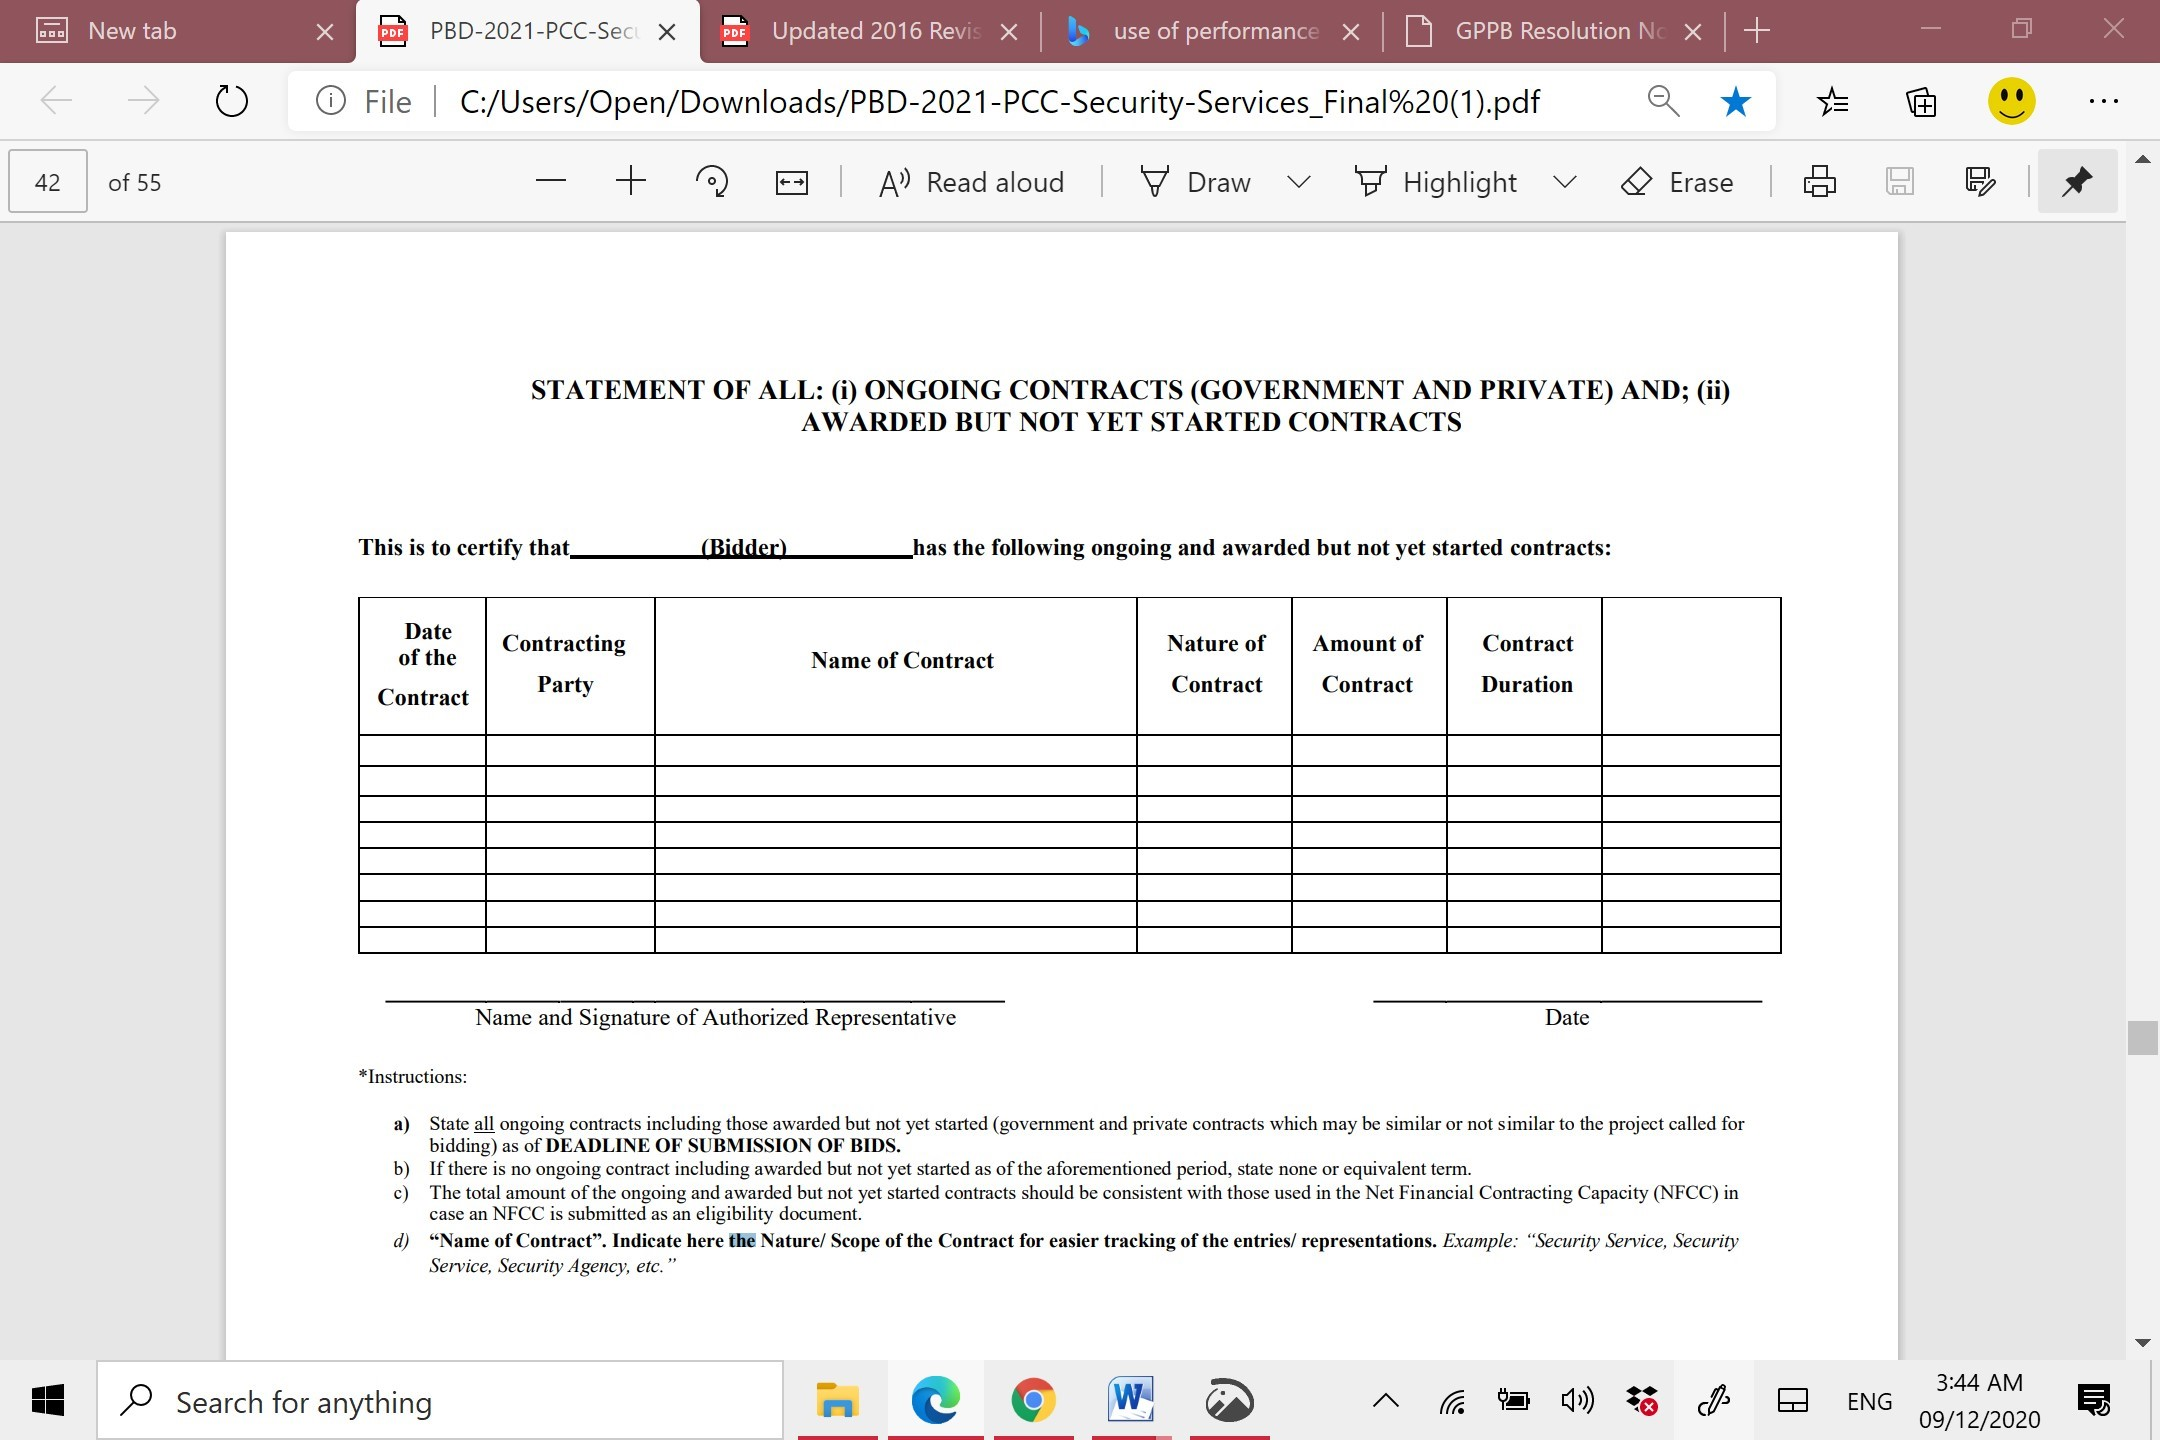 New tab
PBD-2021-PCC-Secu
Updated 2016 Revis
use of performance
GPPB Resolution No
File
C:/Users/Open/Downloads/PBD-2021-PCC-Security-Services_Final%20(1).pdf
42 of 55
Read aloud
Draw
Highlight
Erase
STATEMENT OF ALL: (i) ONGOING CONTRACTS (GOVERNMENT AND PRIVATE) AND; (ii)
AWARDED BUT NOT YET STARTED CONTRACTS
This is to certify that (Bidder) has the following ongoing and awarded but not yet started contracts:
Date
of the
Contract
Contracting
Party
Name of Contract
Nature of
Contract
Amount of
Contract
Contract
Duration
Name and Signature of Authorized Representative
Date
*Instructions:
a) State all ongoing contracts including those awarded but not yet started (government and private contracts which may be similar or not similar to the project called for
bidding) as of DEADLINE OF SUBMISSION OF BIDS.
b) If there is no ongoing contract including awarded but not yet started as of the aforementioned period, state none or equivalent term.
c) The total amount of the ongoing and awarded but not yet started contracts should be consistent with those used in the Net Financial Contracting Capacity (NFCC) in
case an NFCC is submitted as an eligibility document.
d) “Name of Contract”. Indicate here the Nature/ Scope of the Contract for easier tracking of the entries/ representations. Example: “Security Service, Security
Service, Security Agency, etc.”
Search for anything
ENG
3:44 AM
09/12/2020